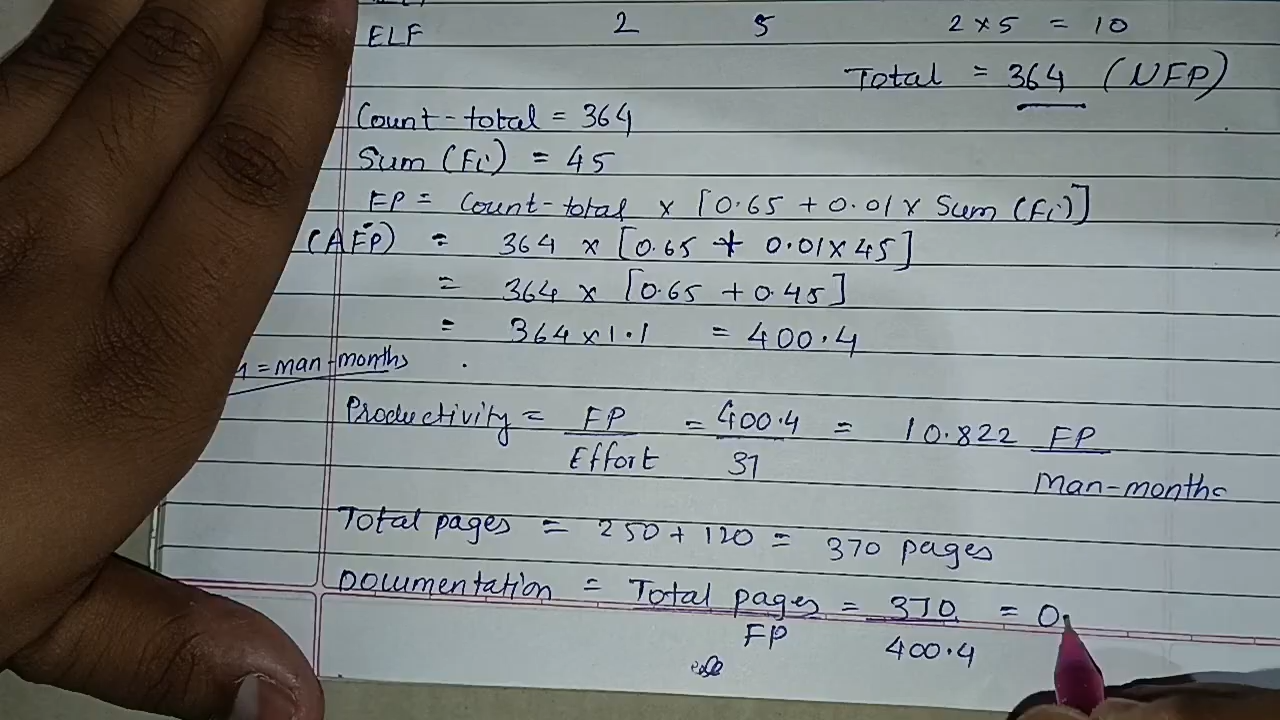 ELF 2 5 2 x 5 = 10
Total = 364 (UFP)
Count-total = 364
Sum (Fi) = 45
FP = Count-total x [0.65 + 0.01 x Sum (Fi)]
(AFP) = 364 x [0.65 + 0.01 x 45]
= 364 x [0.65 + 0.45]
= 364 x 1.1 = 400.4
= man-months
Productivity = FP / Effort = 400.4 / 37 = 10.822 FP / Man-months
Total pages = 250 + 120 = 370 pages
Documentation = Total pages / FP = 370 / 400.4 = 0.